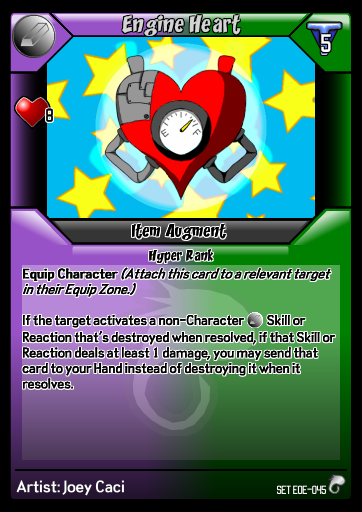 Engine Heart
5
8
E F
Item Augment
Hyper Rank
Equip Character (Attach this card to a relevant target
in their Equip Zone.)
If the target activates a non-Character Skill or
Reaction that's destroyed when resolved, if that Skill or
Reaction deals at least 1 damage, you may send that
card to your Hand instead of destroying it when it
resolves.
Artist: Joey Caci
SET EOE-045